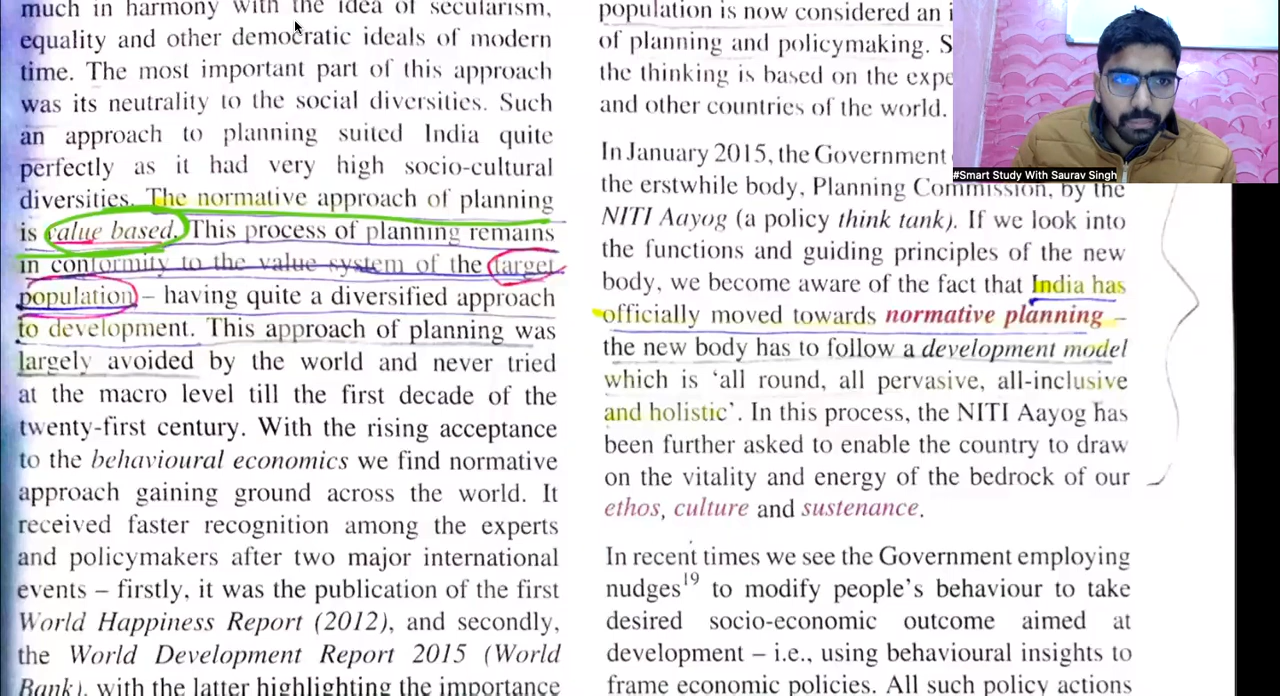 much in harmony with the idea of secularism,
equality and other democratic ideals of modern
time. The most important part of this approach
was its neutrality to the social diversities. Such
an approach to planning suited India quite
perfectly as it had very high socio-cultural
diversities. The normative approach of planning
is value based. This process of planning remains
in conformity to the value system of the target
population – having quite a diversified approach
to development. This approach of planning was
largely avoided by the world and never tried
at the macro level till the first decade of the
twenty-first century. With the rising acceptance
to the behavioural economics we find normative
approach gaining ground across the world. It
received faster recognition among the experts
and policymakers after two major international
events – firstly, it was the publication of the first
World Happiness Report (2012), and secondly,
the World Development Report 2015 (World
Bank), with the latter highlighting the importance
population is now considered an
of planning and policymaking.
the thinking is based on the
and other countries of the world.
In January 2015, the Government
the erstwhile body, Planning Commission, by the
NITI Aayog (a policy think tank). If we look into
the functions and guiding principles of the new
body, we become aware of the fact that India has
officially moved towards normative planning –
the new body has to follow a development model
which is ‘all round, all pervasive, all-inclusive
and holistic’. In this process, the NITI Aayog has
been further asked to enable the country to draw
on the vitality and energy of the bedrock of our
ethos, culture and sustenance.
In recent times we see the Government employing
nudges19 to modify people’s behaviour to take
desired socio-economic outcome aimed at
development – i.e., using behavioural insights to
frame economic policies. All such policy actions
#Smart Study With Saurav Singh